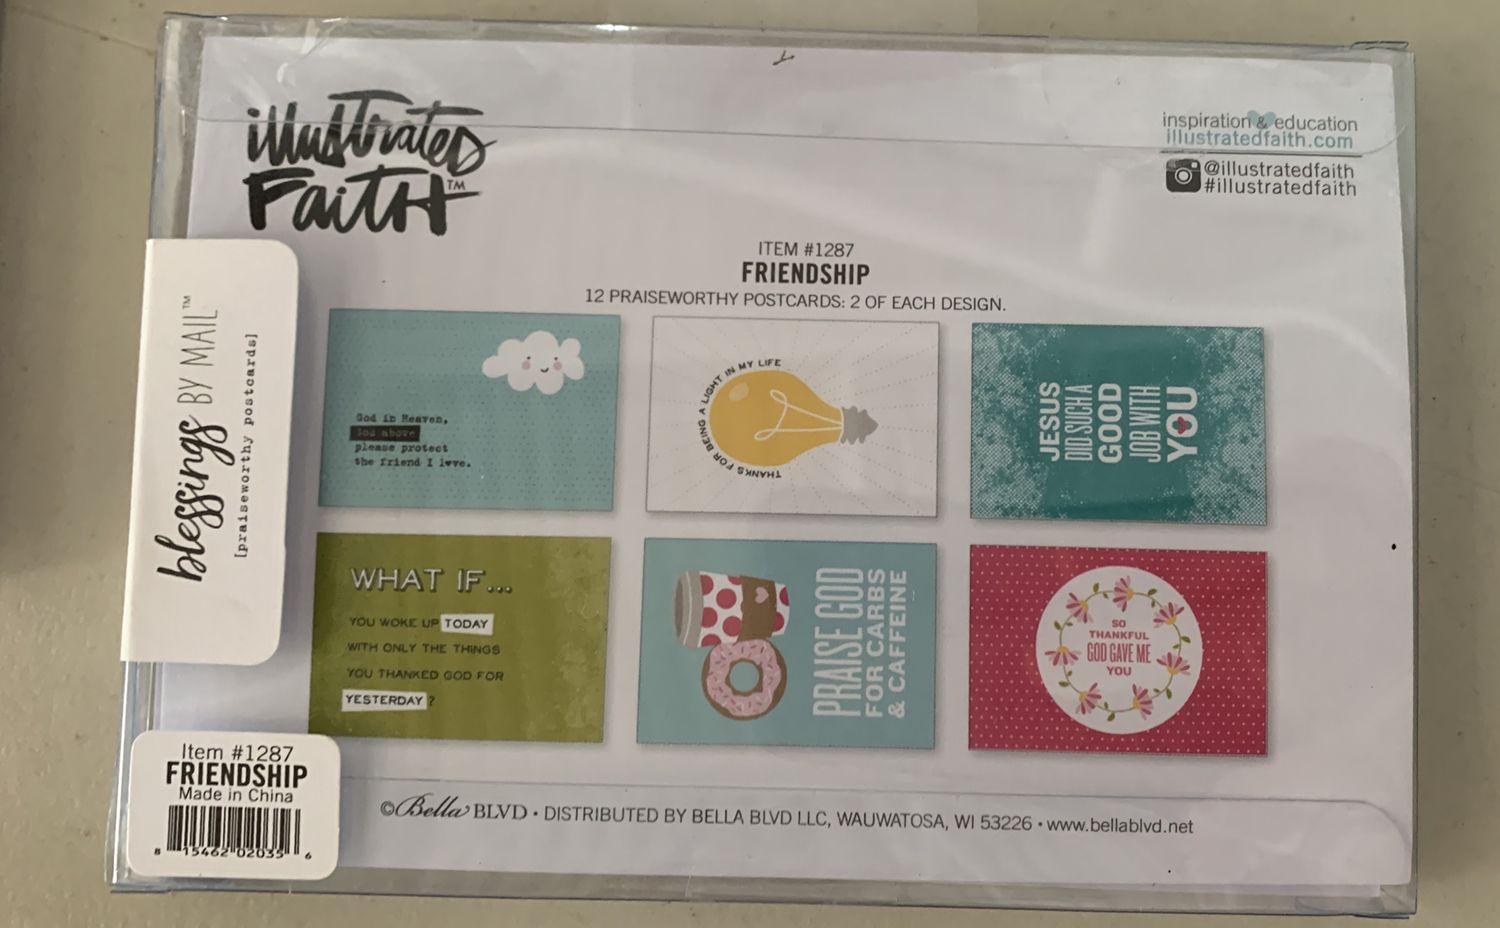 illustrated
Faith™
inspiration & education
illustratedfaith.com
@illustratedfaith
#illustratedfaith
ITEM #1287
FRIENDSHIP
12 PRAISEWORTHY POSTCARDS: 2 OF EACH DESIGN.
blessings BY MAIL™
[praiseworthy postcards]
God in Heaven,
God above
please protect
the friend I love.
THANKS FOR BEING A LIGHT IN MY LIFE
JESUS
DID SUCH A
GOOD
JOB WITH
YOU
WHAT IF...
YOU WOKE UP TODAY
WITH ONLY THE THINGS
YOU THANKED GOD FOR
YESTERDAY?
PRAISE GOD
FOR CARBS
& CAFFEINE
SO
THANKFUL
GOD GAVE ME
YOU
Item #1287
FRIENDSHIP
Made in China
8 15462 02035 6
©Bella BLVD • DISTRIBUTED BY BELLA BLVD LLC, WAUWATOSA, WI 53226 • www.bellablvd.net